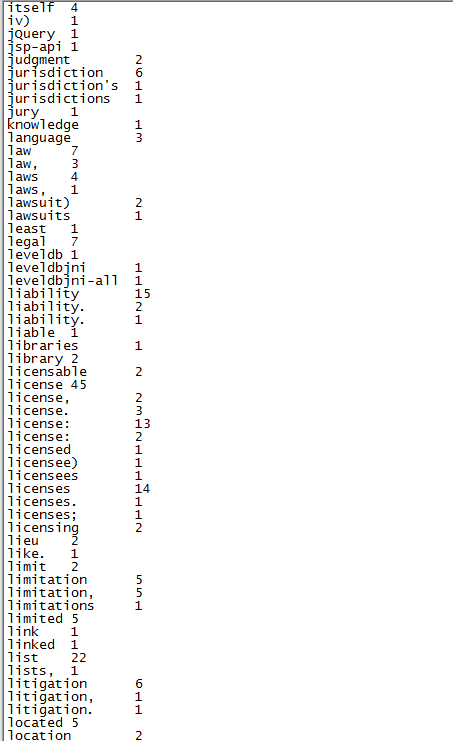 itself 4
iv) 1
jQuery 1
jsp-api 1
judgment 2
jurisdiction 6
jurisdiction's 1
jurisdictions 1
jury 1
knowledge 1
language 3
law 7
law, 3
laws 4
laws, 1
lawsuit) 2
lawsuits 1
least 1
legal 7
leveldb 1
leveldbjni 1
leveldbjni-all 1
liability 15
liability. 2
liability. 1
liable 1
libraries 1
library 2
licensable 2
license 45
license, 2
license. 3
license: 13
license: 2
licensed 1
licensee) 1
licensees 1
licenses 14
licenses. 1
licenses; 1
licensing 2
lieu 2
like. 1
limit 2
limitation 5
limitation, 5
limitations 1
limited 5
link 1
linked 1
list 22
lists, 1
litigation 6
litigation, 1
litigation. 1
located 5
location 2